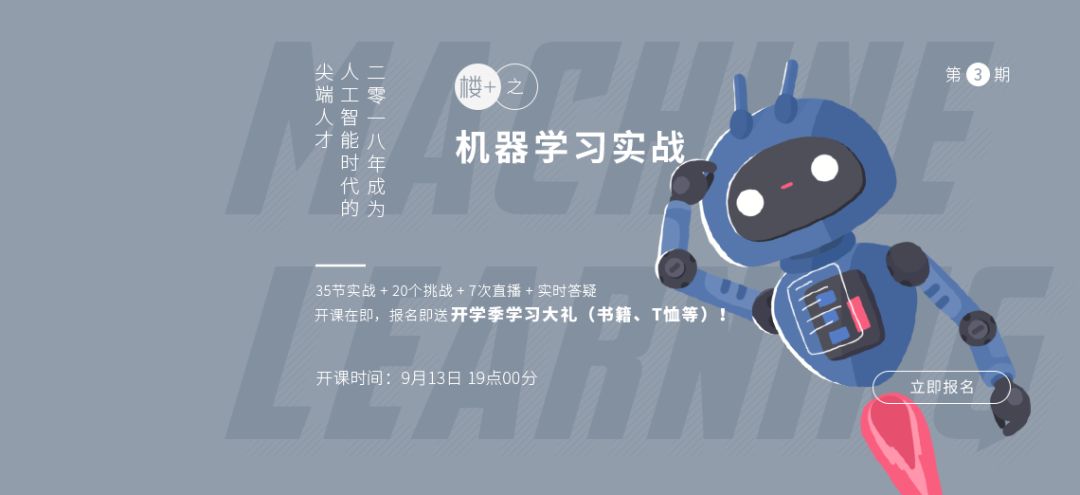 二零一八年成为
人工智能时代的
尖端人才
楼+之
机器学习实战
第3期
MACHINE
LEARNING
35节实战 + 20个挑战 + 7次直播 + 实时答疑
开课在即，报名即送开学季学习大礼（书籍、T恤等）！
开课时间：9月13日 19点00分
立即报名